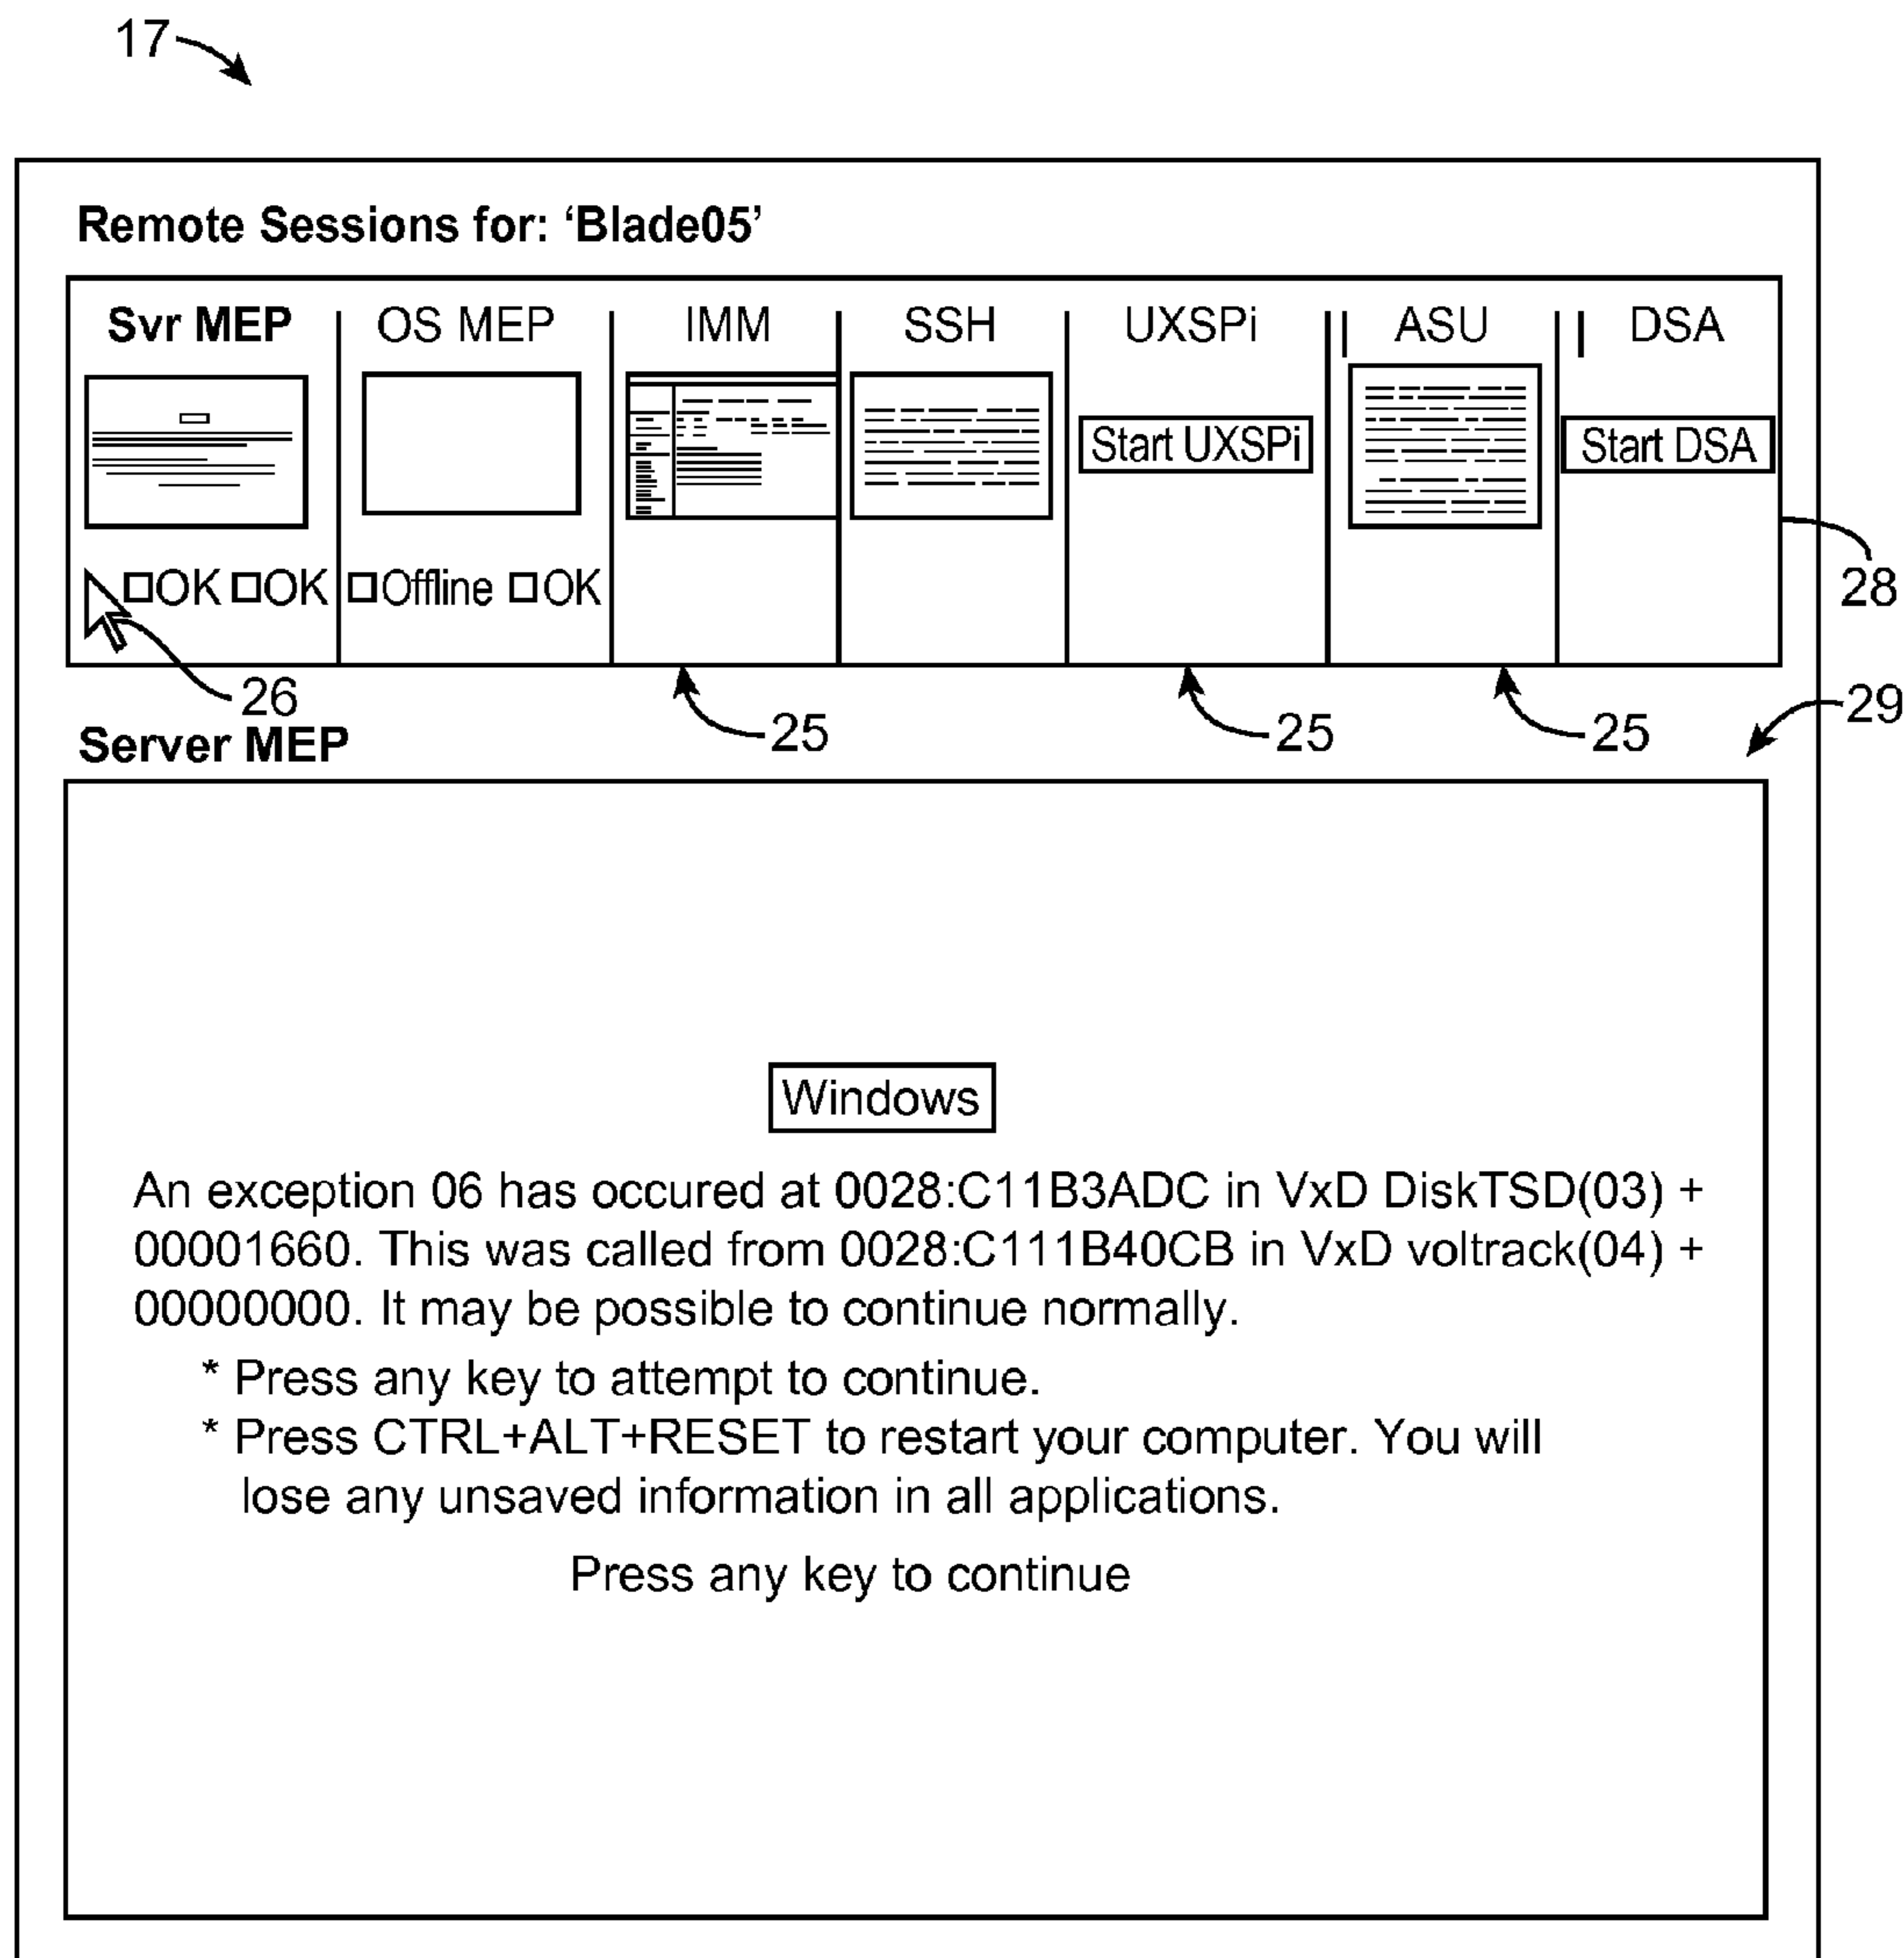 17
Remote Sessions for: ‘Blade05’
Svr MEP OS MEP IMM SSH UXSPi ASU DSA
Start UXSPi Start DSA
OK OK Offline OK
28
26
25 25 25 29
Server MEP
Windows
An exception 06 has occured at 0028:C11B3ADC in VxD DiskTSD(03) +
00001660. This was called from 0028:C111B40CB in VxD voltrack(04) +
00000000. It may be possible to continue normally.
* Press any key to attempt to continue.
* Press CTRL+ALT+RESET to restart your computer. You will
lose any unsaved information in all applications.
Press any key to continue